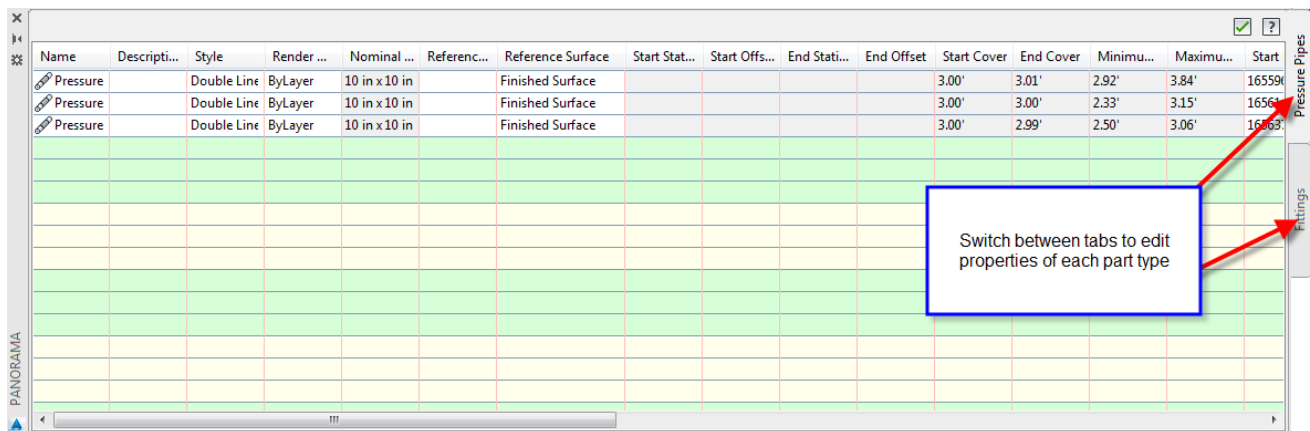 Name Descripti... Style Render ... Nominal ... Referenc... Reference Surface Start Stat... Start Offs... End Stati... End Offset Start Cover End Cover Minimu... Maximu... Start
Pressure Double Line ByLayer 10 in x 10 in Finished Surface 3.00' 3.01' 2.92' 3.84'
Pressure Double Line ByLayer 10 in x 10 in Finished Surface 3.00' 3.00' 2.33' 3.15'
Pressure Double Line ByLayer 10 in x 10 in Finished Surface 3.00' 2.99' 2.50' 3.06'
Switch between tabs to edit
properties of each part type
Pressure Pipes
Fittings
PANORAMA